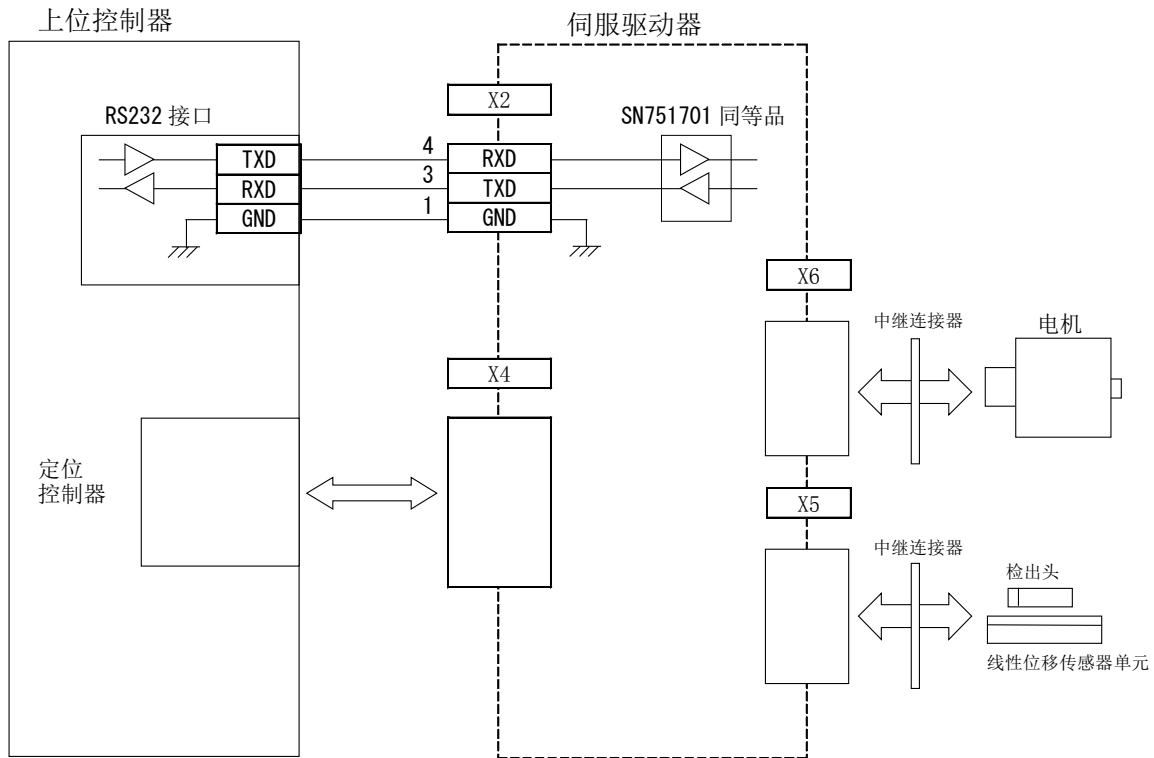 上位控制器
伺服驱动器
X2
RS232 接口
SN751701 同等品
TXD
4
RXD
RXD
3
TXD
GND
1
GND
X6
中继连接器
电机
X4
定位
控制器
X5
中继连接器
检出头
线性位移传感器单元